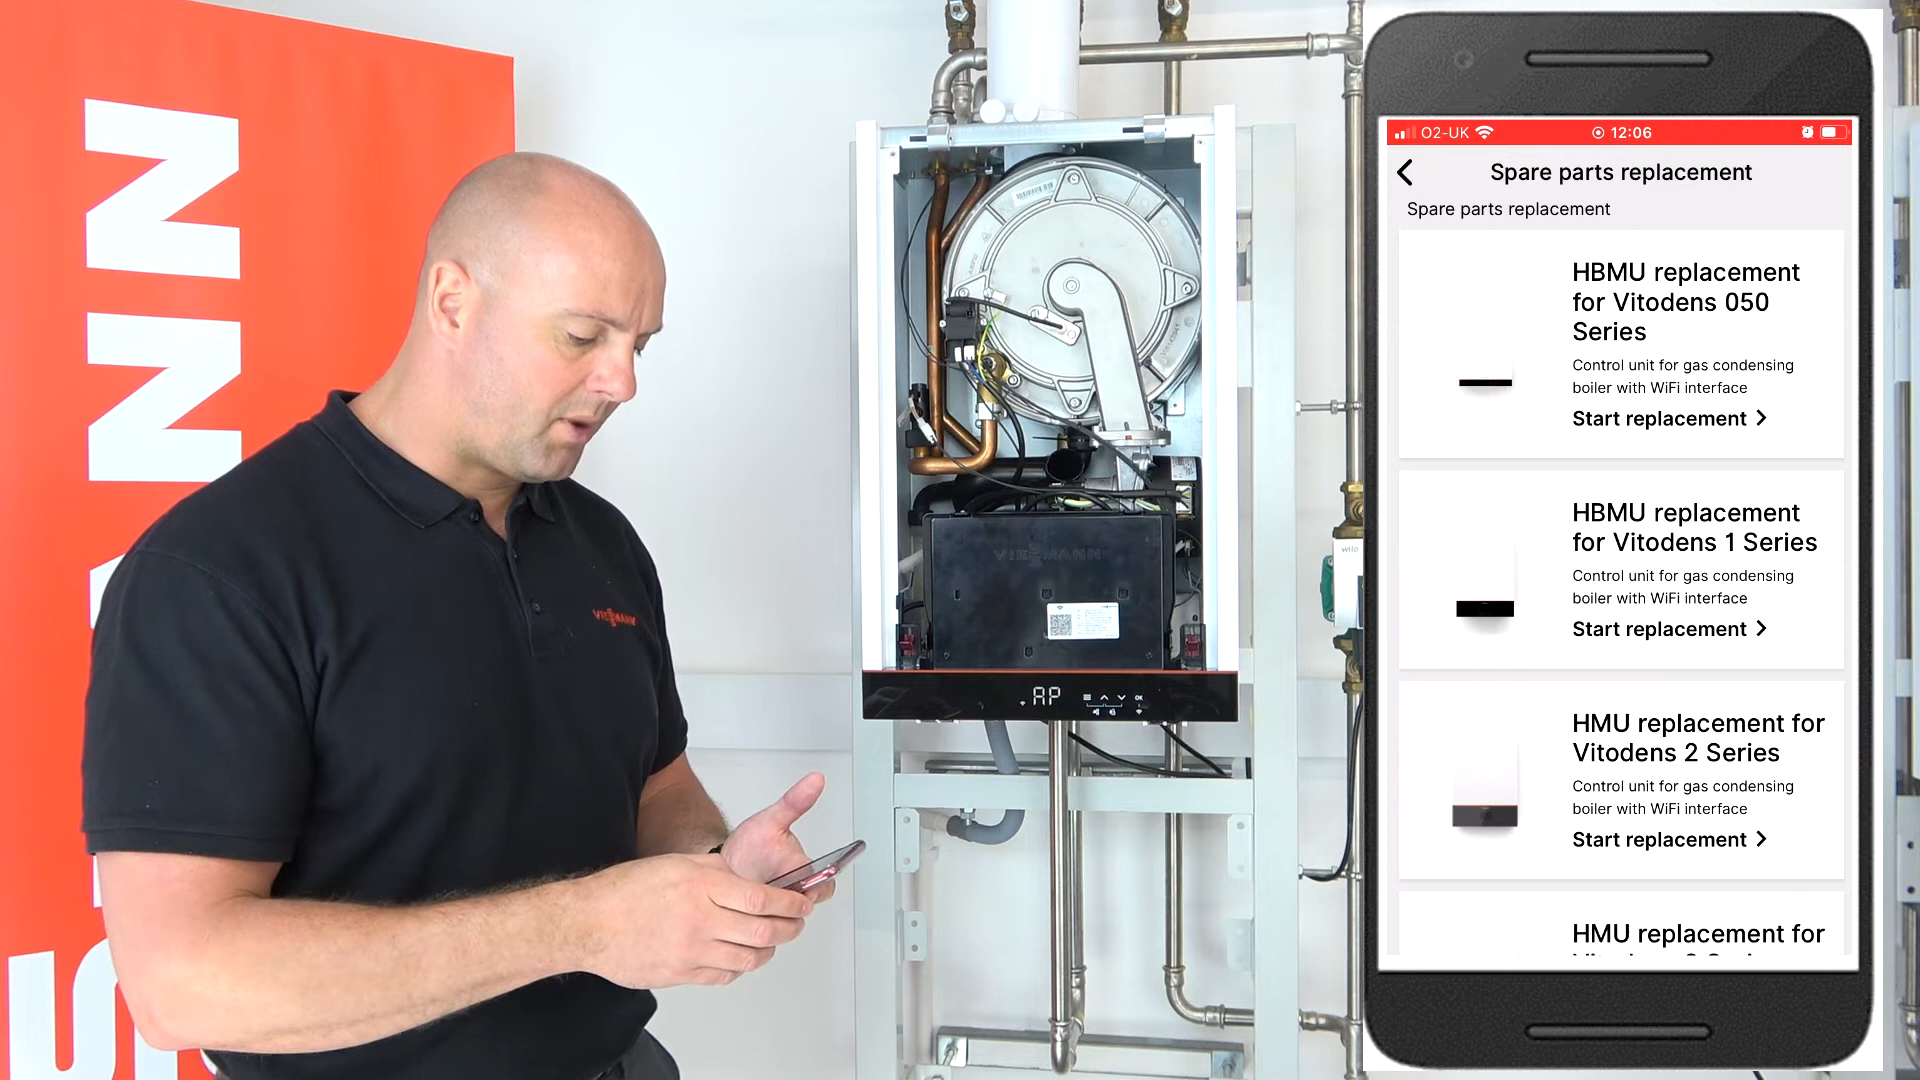 VIESMANN
VIESMANN
AP
OK
wilo
O2-UK
12:06
Spare parts replacement
Spare parts replacement
HBMU replacement
for Vitodens 050
Series
Control unit for gas condensing
boiler with WiFi interface
Start replacement
HBMU replacement
for Vitodens 1 Series
Control unit for gas condensing
boiler with WiFi interface
Start replacement
HMU replacement for
Vitodens 2 Series
Control unit for gas condensing
boiler with WiFi interface
Start replacement
HMU replacement for